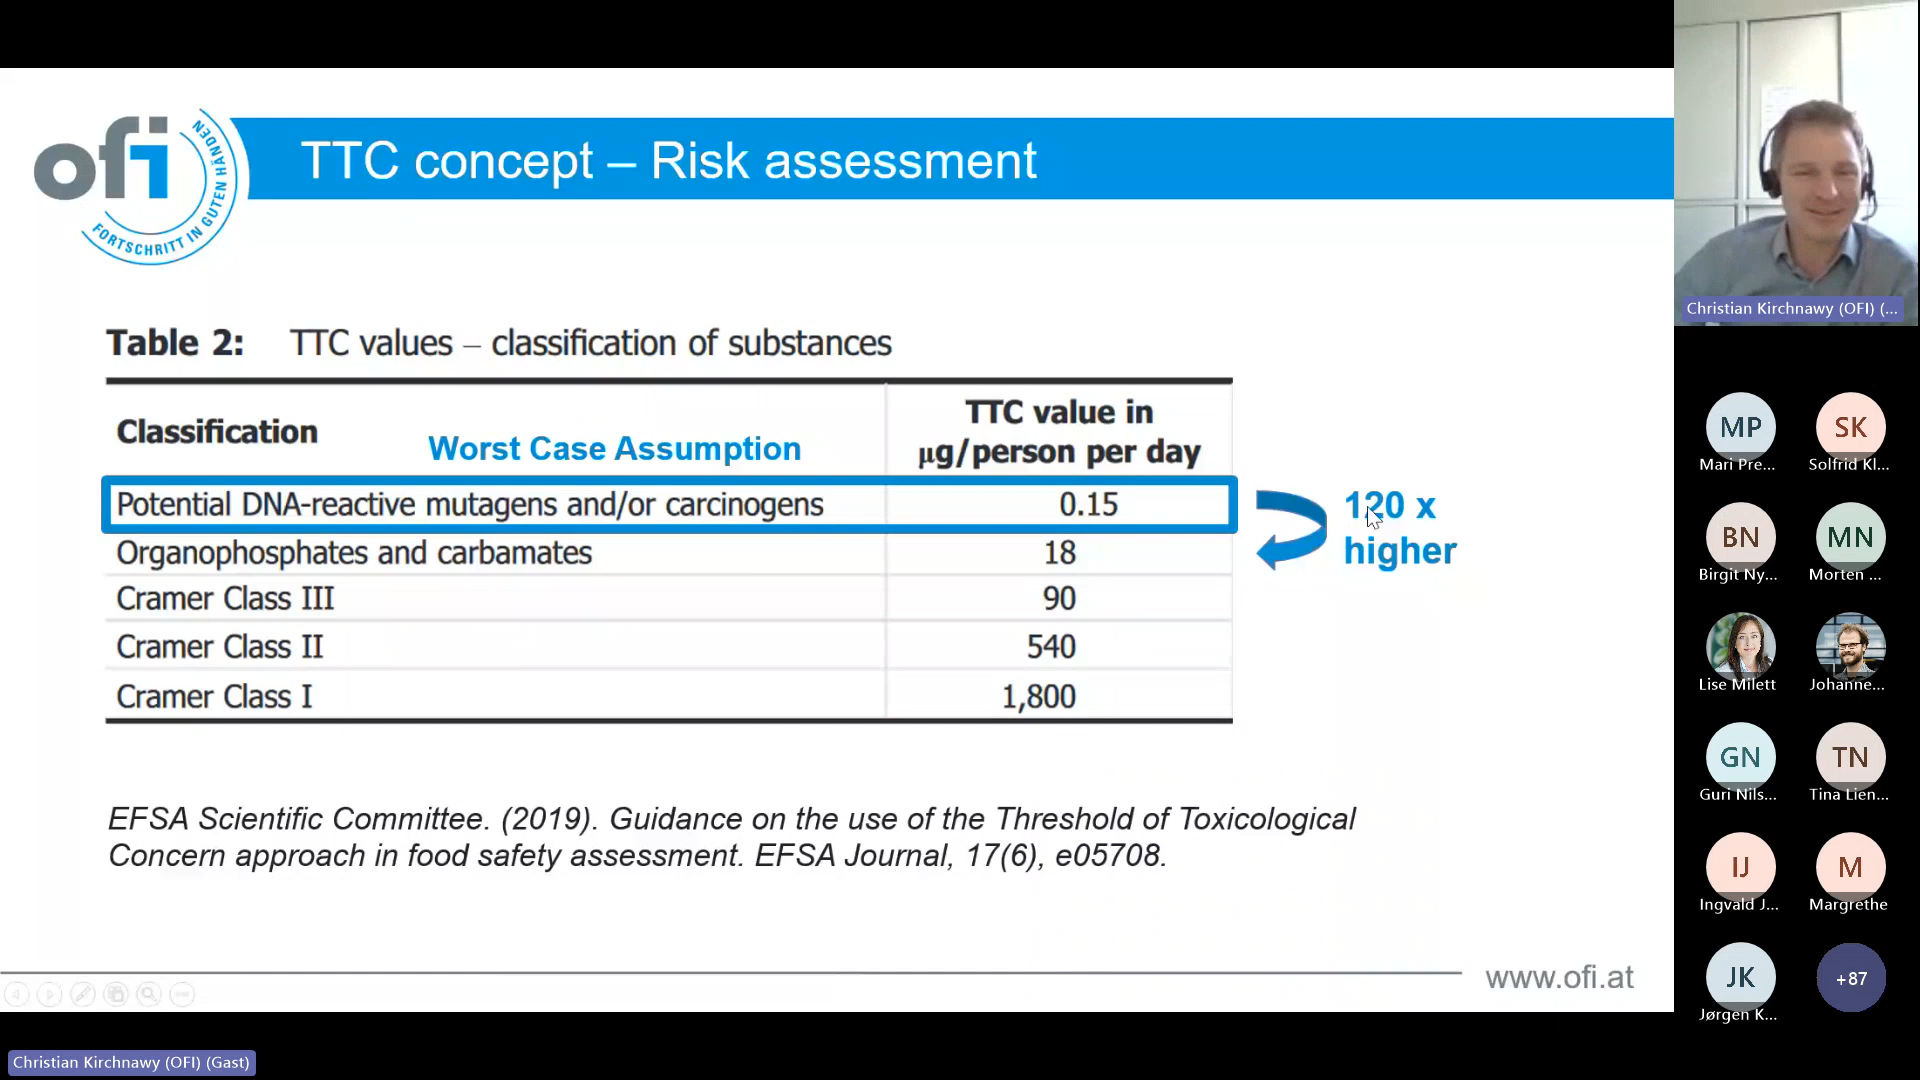 ofi
FORTSCHRITT IN GUTEN HÄNDEN
TTC concept – Risk assessment
Table 2: TTC values – classification of substances
Classification
Worst Case Assumption
TTC value in
µg/person per day
Potential DNA-reactive mutagens and/or carcinogens 0.15
Organophosphates and carbamates 18
Cramer Class III 90
Cramer Class II 540
Cramer Class I 1,800
120 x
higher
EFSA Scientific Committee. (2019). Guidance on the use of the Threshold of Toxicological
Concern approach in food safety assessment. EFSA Journal, 17(6), e05708.
www.ofi.at
Christian Kirchnawy (OFI) (Gast)
Christian Kirchnawy (OFI) (...
MP
Mari Pre...
SK
Solfrid Kl...
BN
Birgit Ny...
MN
Morten ...
Lise Milett
Johanne...
GN
Guri Nils...
TN
Tina Lien...
IJ
Ingvald J...
M
Margrethe
JK
Jørgen K...
+87